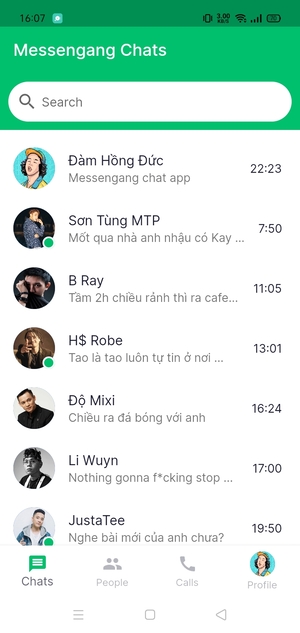 16:07
3.00
KB/S
70
Messengang Chats
Search
Đàm Hồng Đức
22:23
Messengang chat app
Sơn Tùng MTP
7:50
Mốt qua nhà anh nhậu có Kay ...
B Ray
11:05
Tầm 2h chiều rảnh thì ra cafe...
H$ Robe
13:01
Tao là tao luôn tự tin ở nơi ...
Độ Mixi
16:24
Chiều ra đá bóng với anh
Li Wuyn
17:00
Nothing gonna f*cking stop ...
JustaTee
19:50
Nghe bài mới của anh chưa?
Chats
People
Calls
Profile